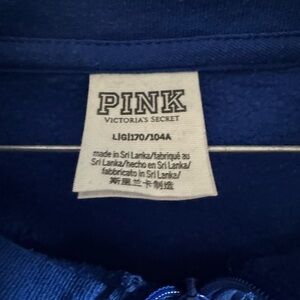 PINK
VICTORIA'S SECRET
L|G|170/104A
made in Sri Lanka/fabriqué au
Sri Lanka/hecho en Sri Lanka/
fabbricato in Sri Lanka/
斯里兰卡制造